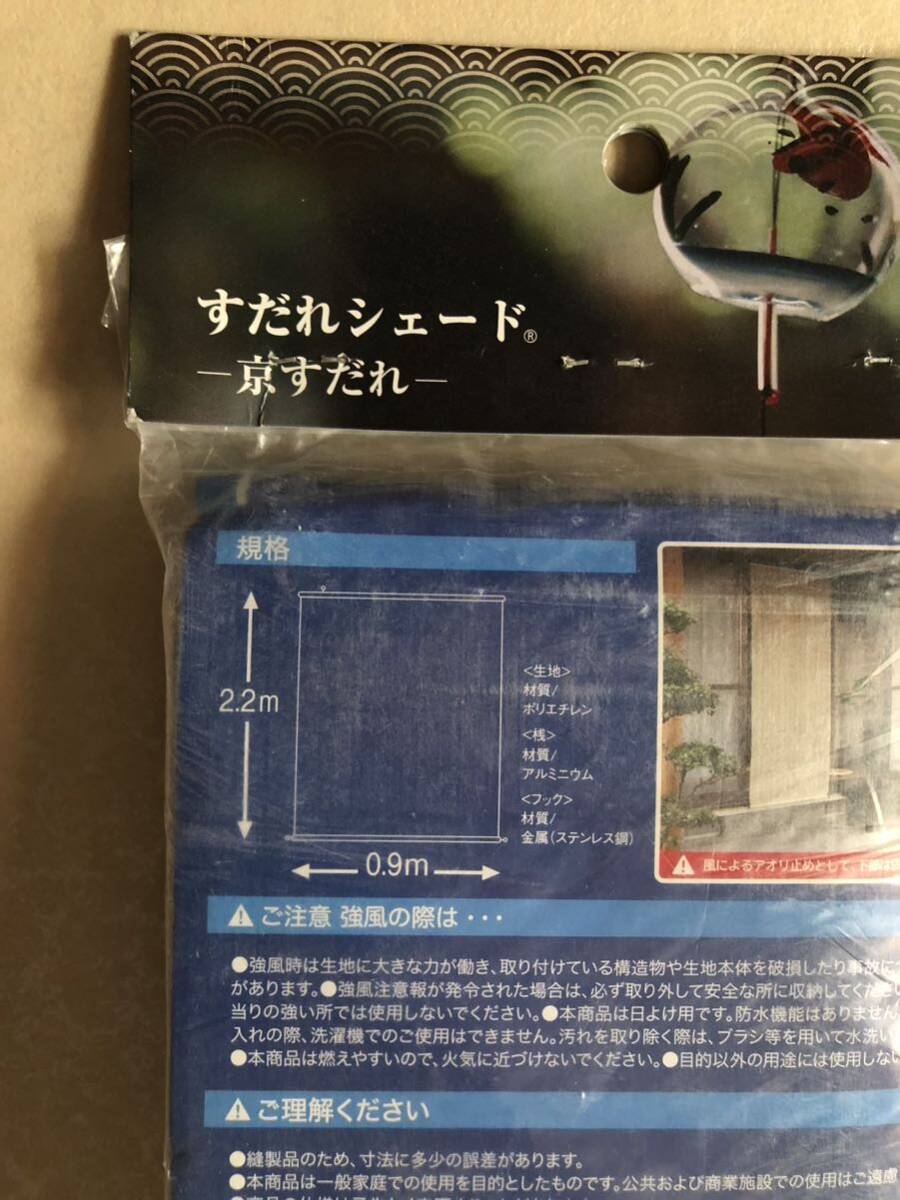 すだれシェード®
－京すだれ－
規格
2.2m
0.9m
<生地>
材質/
ポリエチレン
<桟>
材質/
アルミニウム
<フック>
材質/
金属(ステンレス鋼)
風によるアオリ止めとして、下部は
ご注意 強風の際は・・・
●強風時は生地に大きな力が働き、取り付けている構造物や生地本体を破損したり事故に
があります。●強風注意報が発令された場合は、必ず取り外して安全な所に収納してくださ
当りの強い所では使用しないでください。●本商品は日よけ用です。防水機能はありません
入れの際、洗濯機でのご使用はできません。汚れを取り除く際は、ブラシ等を用いて水洗い
●本商品は燃えやすいので、火気に近づけないでください。●目的以外の用途には使用しな
ご理解ください
●縫製品のため、寸法に多少の誤差があります。
●本商品は一般家庭での使用を目的としたものです。公共および商業施設での使用はご遠慮